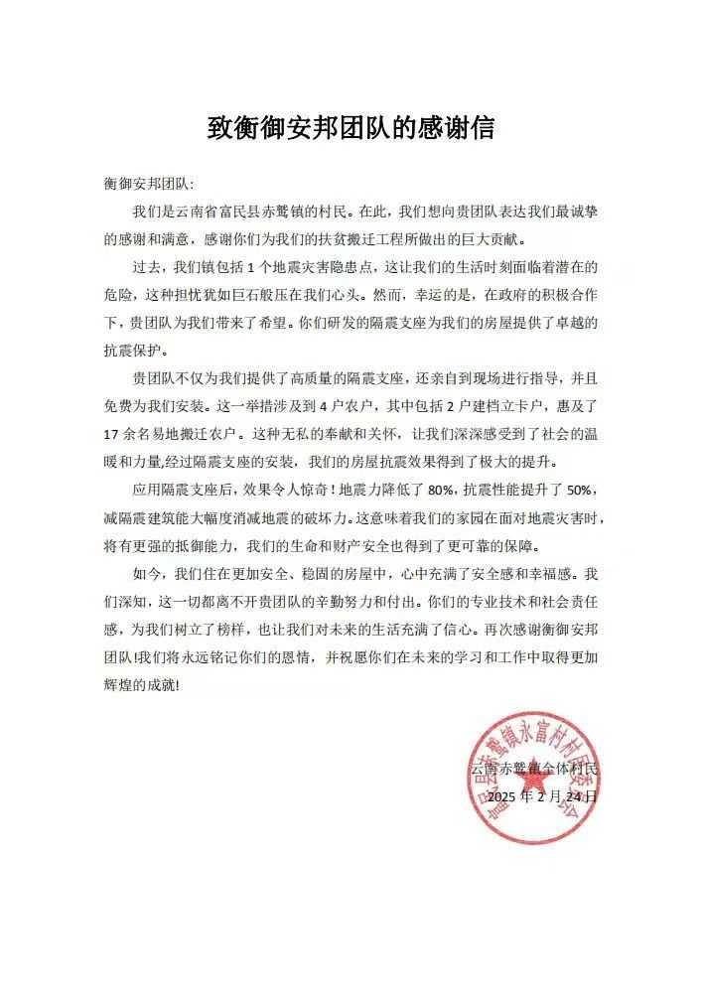 致衡御安邦团队的感谢信
衡御安邦团队:
我们是云南省富民县赤鹫镇的村民。在此，我们想向贵团队表达我们最诚挚
的感谢和满意，感谢你们为我们的扶贫搬迁工程所做出的巨大贡献。
过去，我们镇包括 1 个地震灾害隐患点，这让我们的生活时刻面临着潜在的
危险，这种担忧犹如巨石般压在我们心头。然而，幸运的是，在政府的积极合作
下，贵团队为我们带来了希望。你们研发的隔震支座为我们的房屋提供了卓越的
抗震保护。
贵团队不仅为我们提供了高质量的隔震支座，还亲自到现场进行指导，并且
免费为我们安装。这一举措涉及到 4 户农户，其中包括 2 户建档立卡户，惠及了
17 余名易地搬迁农户。这种无私的奉献和关怀，让我们深深感受到了社会的温
暖和力量,经过隔震支座的安装，我们的房屋抗震效果得到了极大的提升。
应用隔震支座后，效果令人惊奇！地震力降低了 80%，抗震性能提升了 50%，
减隔震建筑能大幅度消减地震的破坏力。这意味着我们的家园在面对地震灾害时，
将有更强的抵御能力，我们的生命和财产安全也得到了更可靠的保障。
如今，我们住在更加安全、稳固的房屋中，心中充满了安全感和幸福感。我
们深知，这一切都离不开贵团队的辛勤努力和付出。你们的专业技术和社会责任
感，为我们树立了榜样，也让我们对未来的生活充满了信心。再次感谢衡御安邦
团队!我们将永远铭记你们的恩情，并祝愿你们在未来的学习和工作中取得更加
辉煌的成就!
云南赤鹫镇全体村民
2025 年 2 月 24 日
富民县赤鹫镇永富村村民委员会